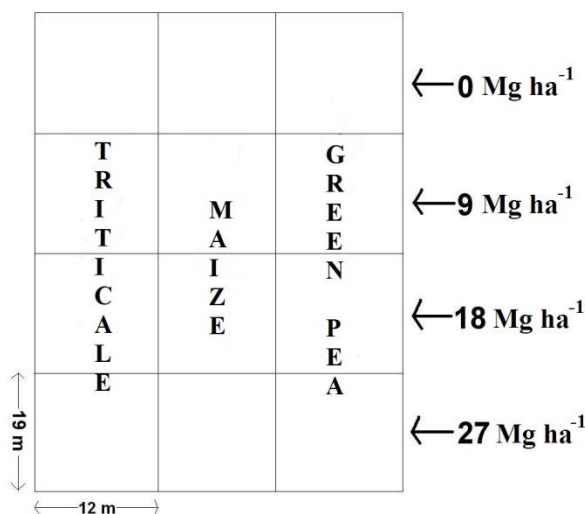 0 Mg ha⁻¹
TRITICALE
MAIZE
GREEN PEA
9 Mg ha⁻¹
18 Mg ha⁻¹
19 m
27 Mg ha⁻¹
12 m